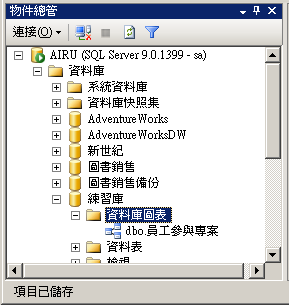 物件總管
連接(O)
AIRU (SQL Server 9.0.1399 - sa)
資料庫
系統資料庫
資料庫快照集
AdventureWorks
AdventureWorksDW
新世紀
圖書銷售
圖書銷售備份
練習庫
資料庫圖表
dbo.員工參與專案
資料表
檢視
項目已儲存